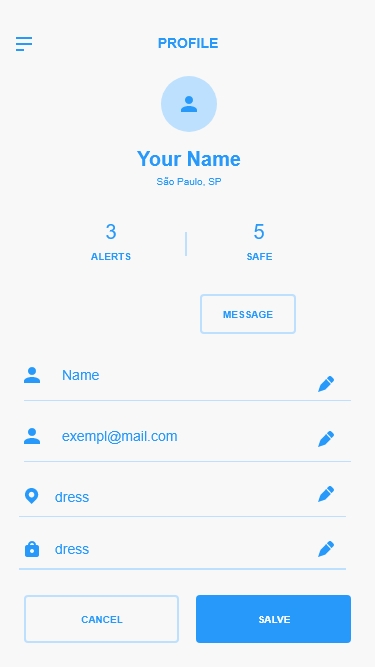 PROFILE
Your Name
São Paulo, SP
3
5
ALERTS
SAFE
MESSAGE
Name
exempl@mail.com
dress
dress
CANCEL
SALVE